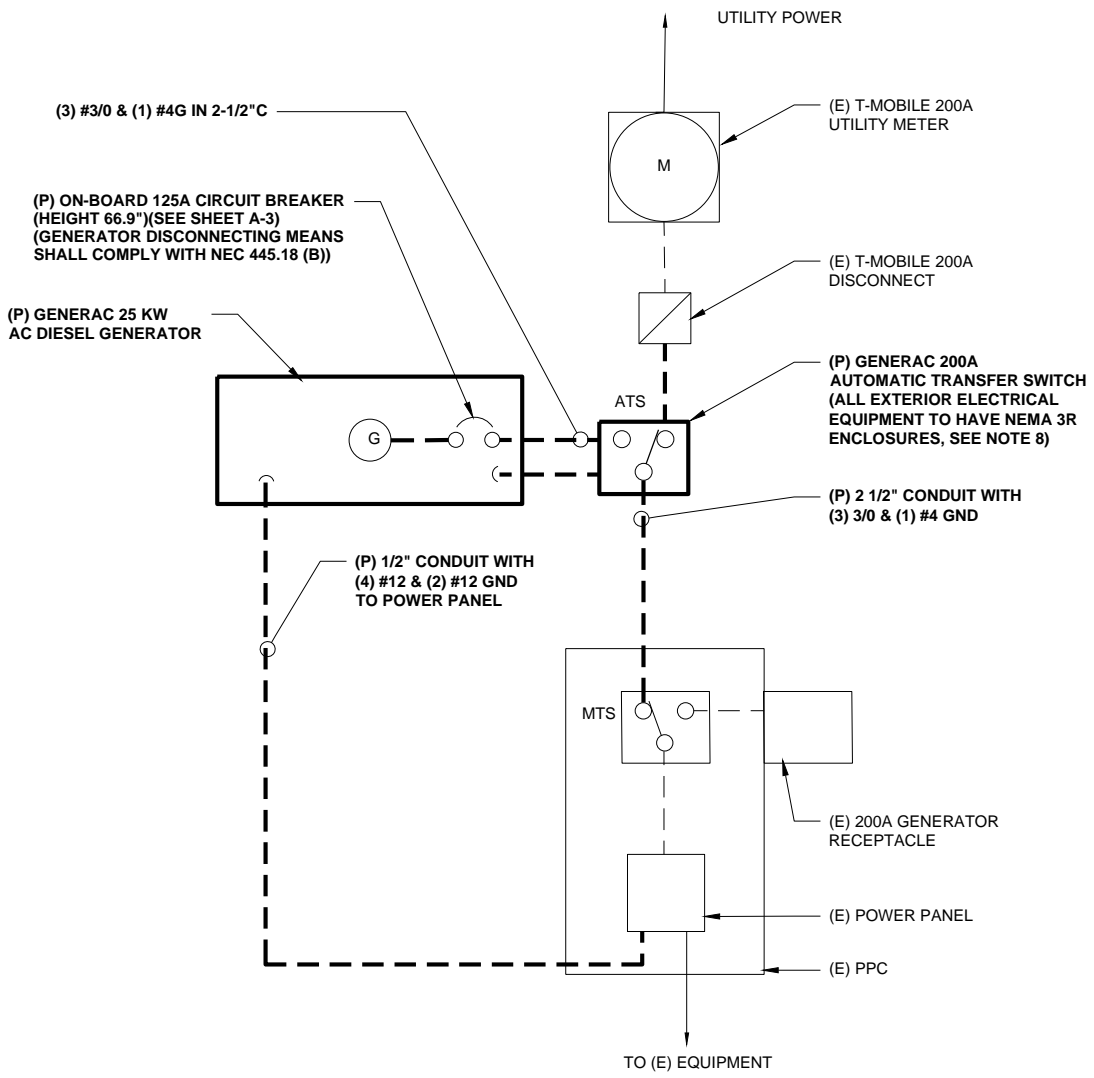 UTILITY POWER
(3) #3/0 & (1) #4G IN 2-1/2"C
(E) T-MOBILE 200A
UTILITY METER
M
(P) ON-BOARD 125A CIRCUIT BREAKER
(HEIGHT 66.9")(SEE SHEET A-3)
(GENERATOR DISCONNECTING MEANS
SHALL COMPLY WITH NEC 445.18 (B))
(E) T-MOBILE 200A
DISCONNECT
(P) GENERAC 25 KW
AC DIESEL GENERATOR
(P) GENERAC 200A
AUTOMATIC TRANSFER SWITCH
(ALL EXTERIOR ELECTRICAL
EQUIPMENT TO HAVE NEMA 3R
ENCLOSURES, SEE NOTE 8)
ATS
G
(P) 2 1/2" CONDUIT WITH
(3) 3/0 & (1) #4 GND
(P) 1/2" CONDUIT WITH
(4) #12 & (2) #12 GND
TO POWER PANEL
MTS
(E) 200A GENERATOR
RECEPTACLE
(E) POWER PANEL
(E) PPC
TO (E) EQUIPMENT